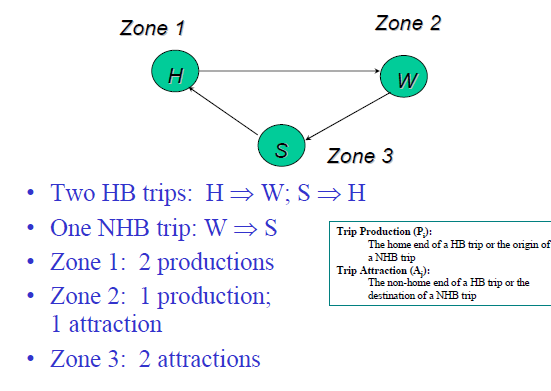 Zone 1
Zone 2
H
W
S
Zone 3
• Two HB trips: H ⇒ W; S ⇒ H
• One NHB trip: W ⇒ S
• Zone 1: 2 productions
• Zone 2: 1 production;
1 attraction
• Zone 3: 2 attractions
Trip Production (Pᵢ):
The home end of a HB trip or the origin of
a NHB trip
Trip Attraction (Aⱼ):
The non-home end of a HB trip or the
destination of a NHB trip